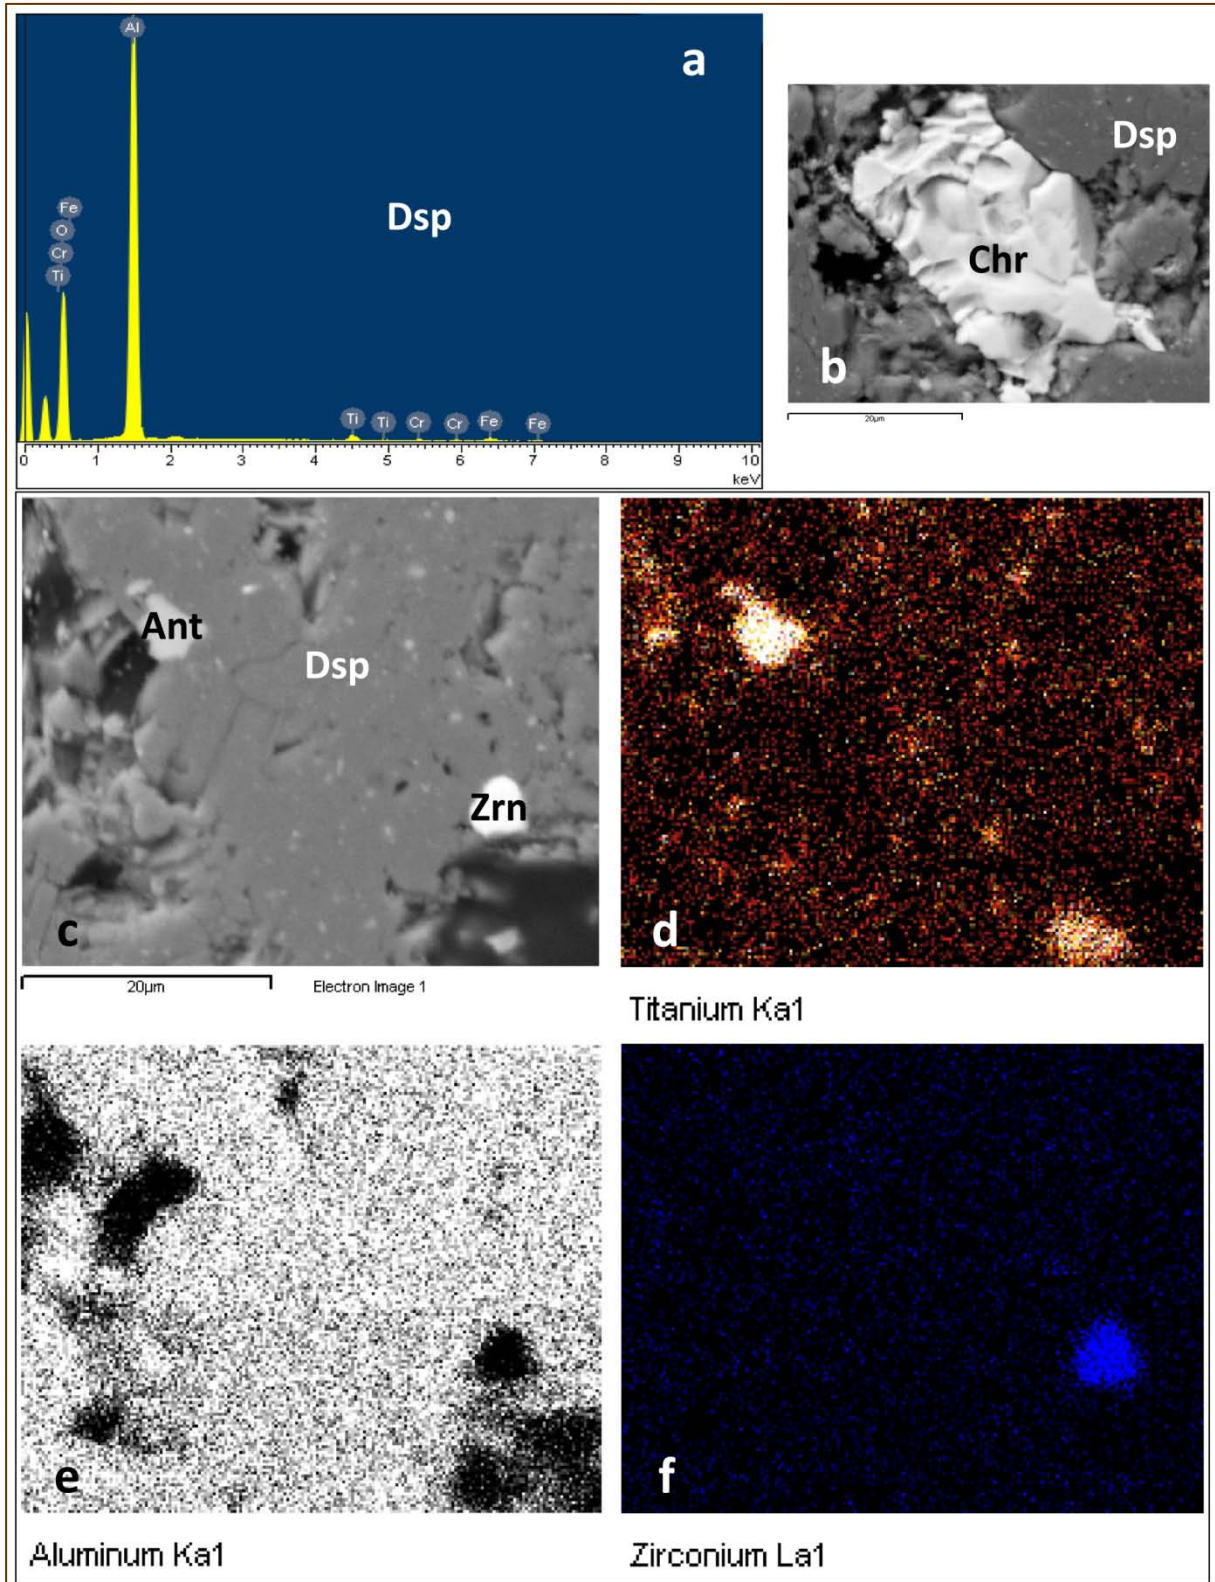 Al
a
Fe
O
Cr
Ti
Dsp
Ti
Ti
Cr
Cr
Fe
Fe
0 1 2 3 4 5 6 7 8 9 10
keV
Dsp
Chr
b
20µm
Ant
Dsp
Zrn
c
20µm
Electron Image 1
d
Titanium Ka1
e
Aluminum Ka1
f
Zirconium La1